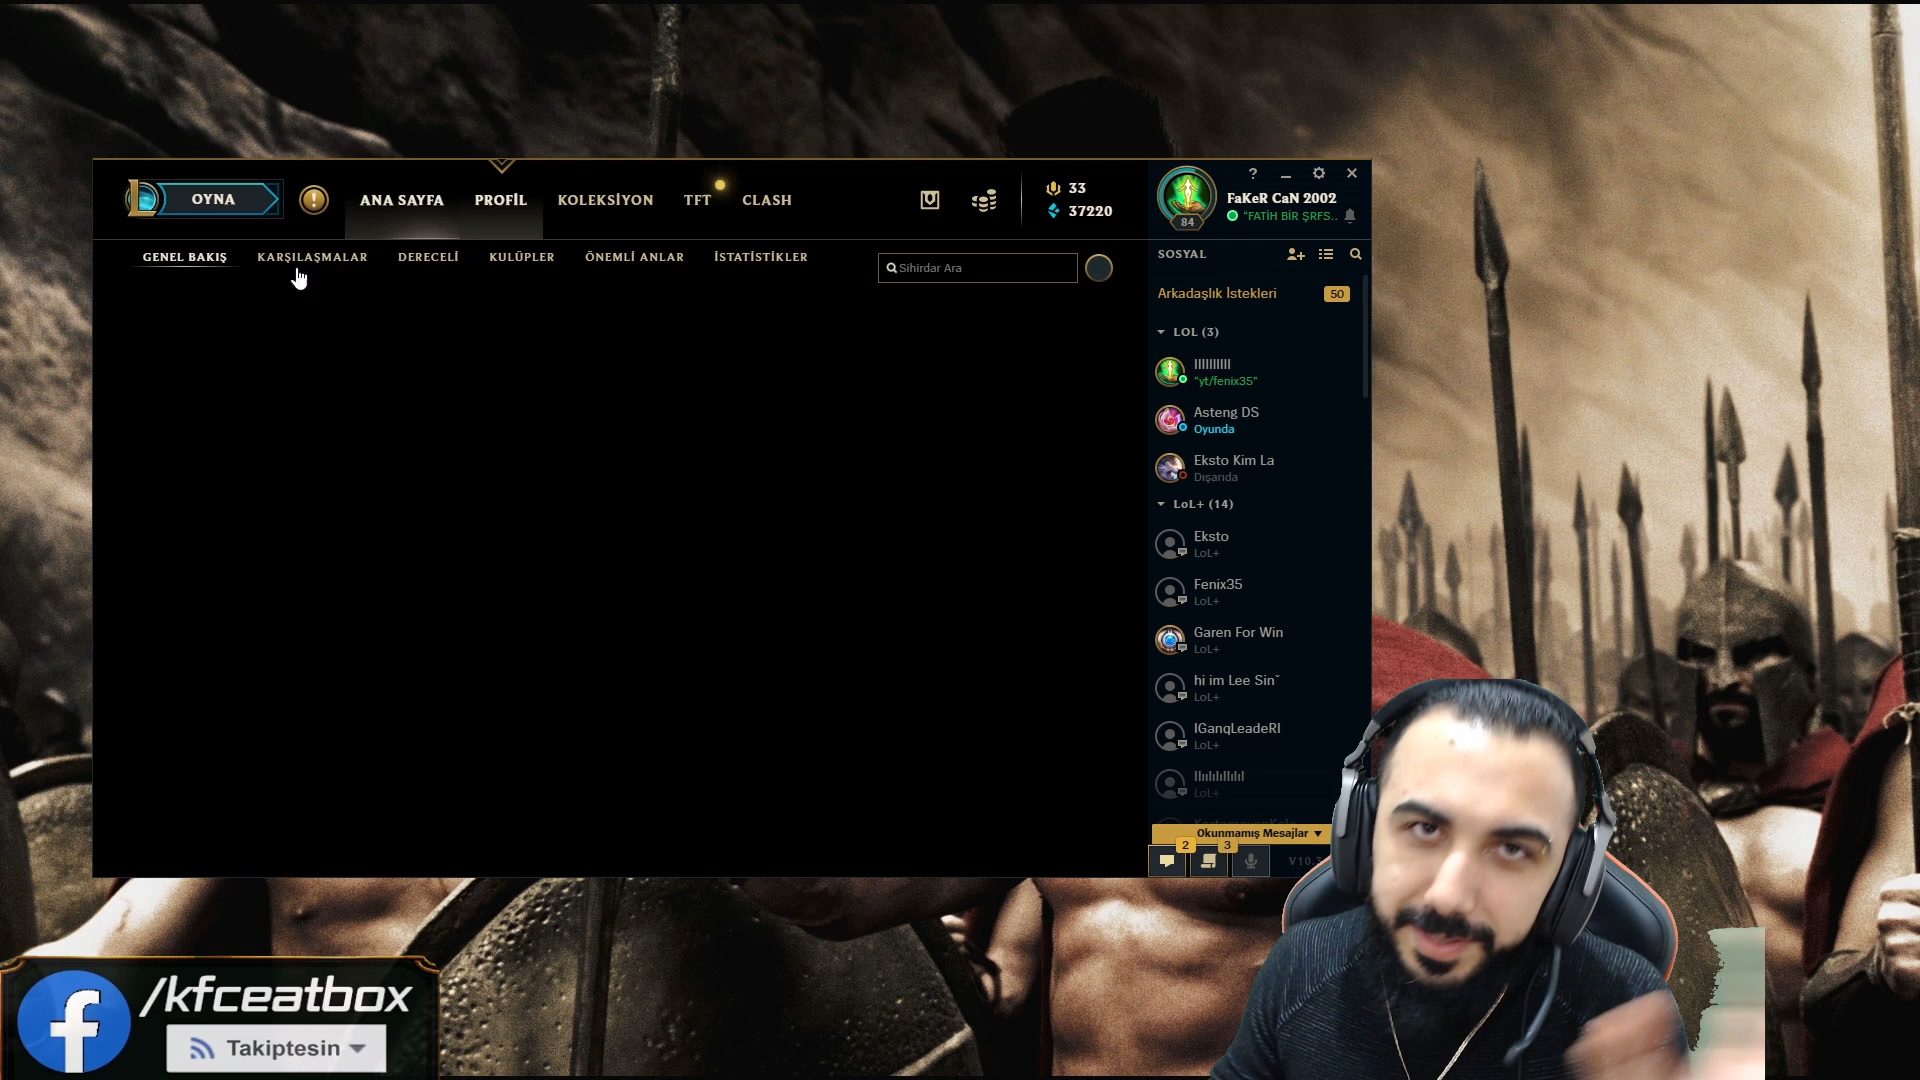 OYNA
ANA SAYFA
PROFİL
KOLEKSİYON
TFT
CLASH
33
37220
84
FaKeR CaN 2002
"FATİH BİR ŞRFS..
GENEL BAKIŞ
KARŞILAŞMALAR
DERECELİ
KULÜPLER
ÖNEMLİ ANLAR
İSTATİSTİKLER
Sihirdar Ara
SOSYAL
Arkadaşlık İstekleri
50
LOL (3)
"yt/fenix35"
Asteng DS
Oyunda
Eksto Kim La
Dışarıda
LoL+ (14)
Eksto
LoL+
Fenix35
LoL+
Garen For Win
LoL+
hi im Lee Sinˇ
LoL+
LoL+
LoL+
Okunmamış Mesajlar
2
3
/kfceatbox
Takiptesin